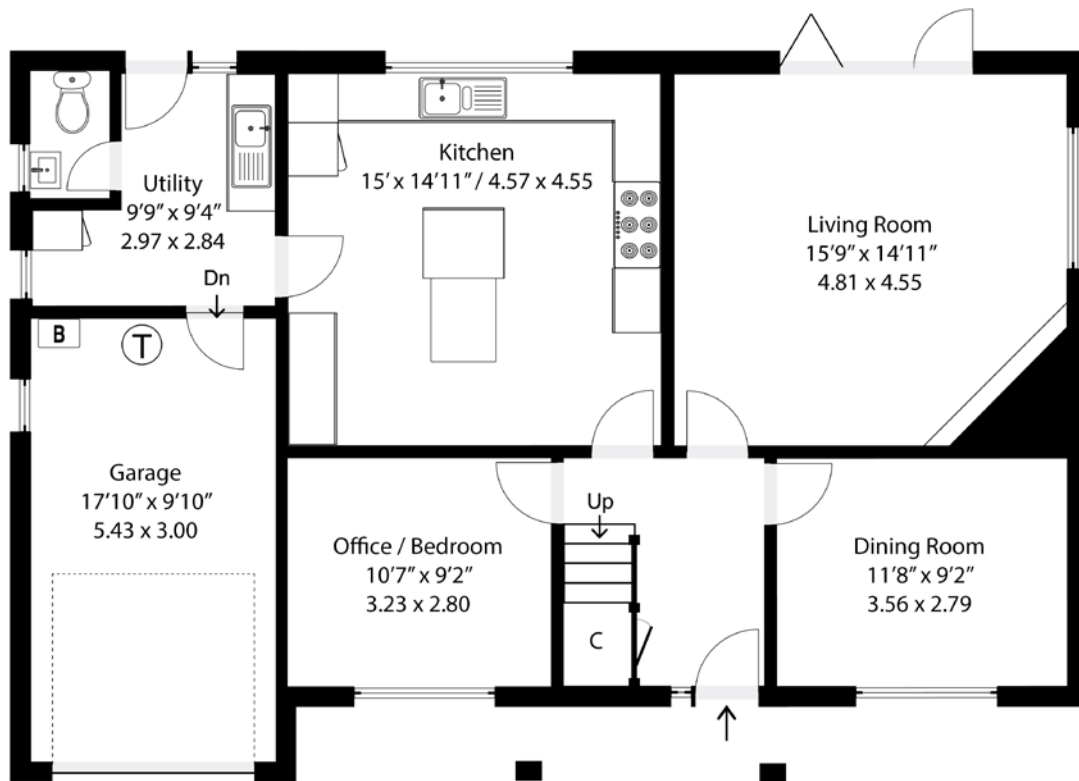 Kitchen
15' x 14'11" / 4.57 x 4.55
Utility
9'9" x 9'4"
2.97 x 2.84
Living Room
15'9" x 14'11"
4.81 x 4.55
Dn
B
T
Garage
17'10" x 9'10"
5.43 x 3.00
Up
Office / Bedroom
10'7" x 9'2"
3.23 x 2.80
Dining Room
11'8" x 9'2"
3.56 x 2.79
C